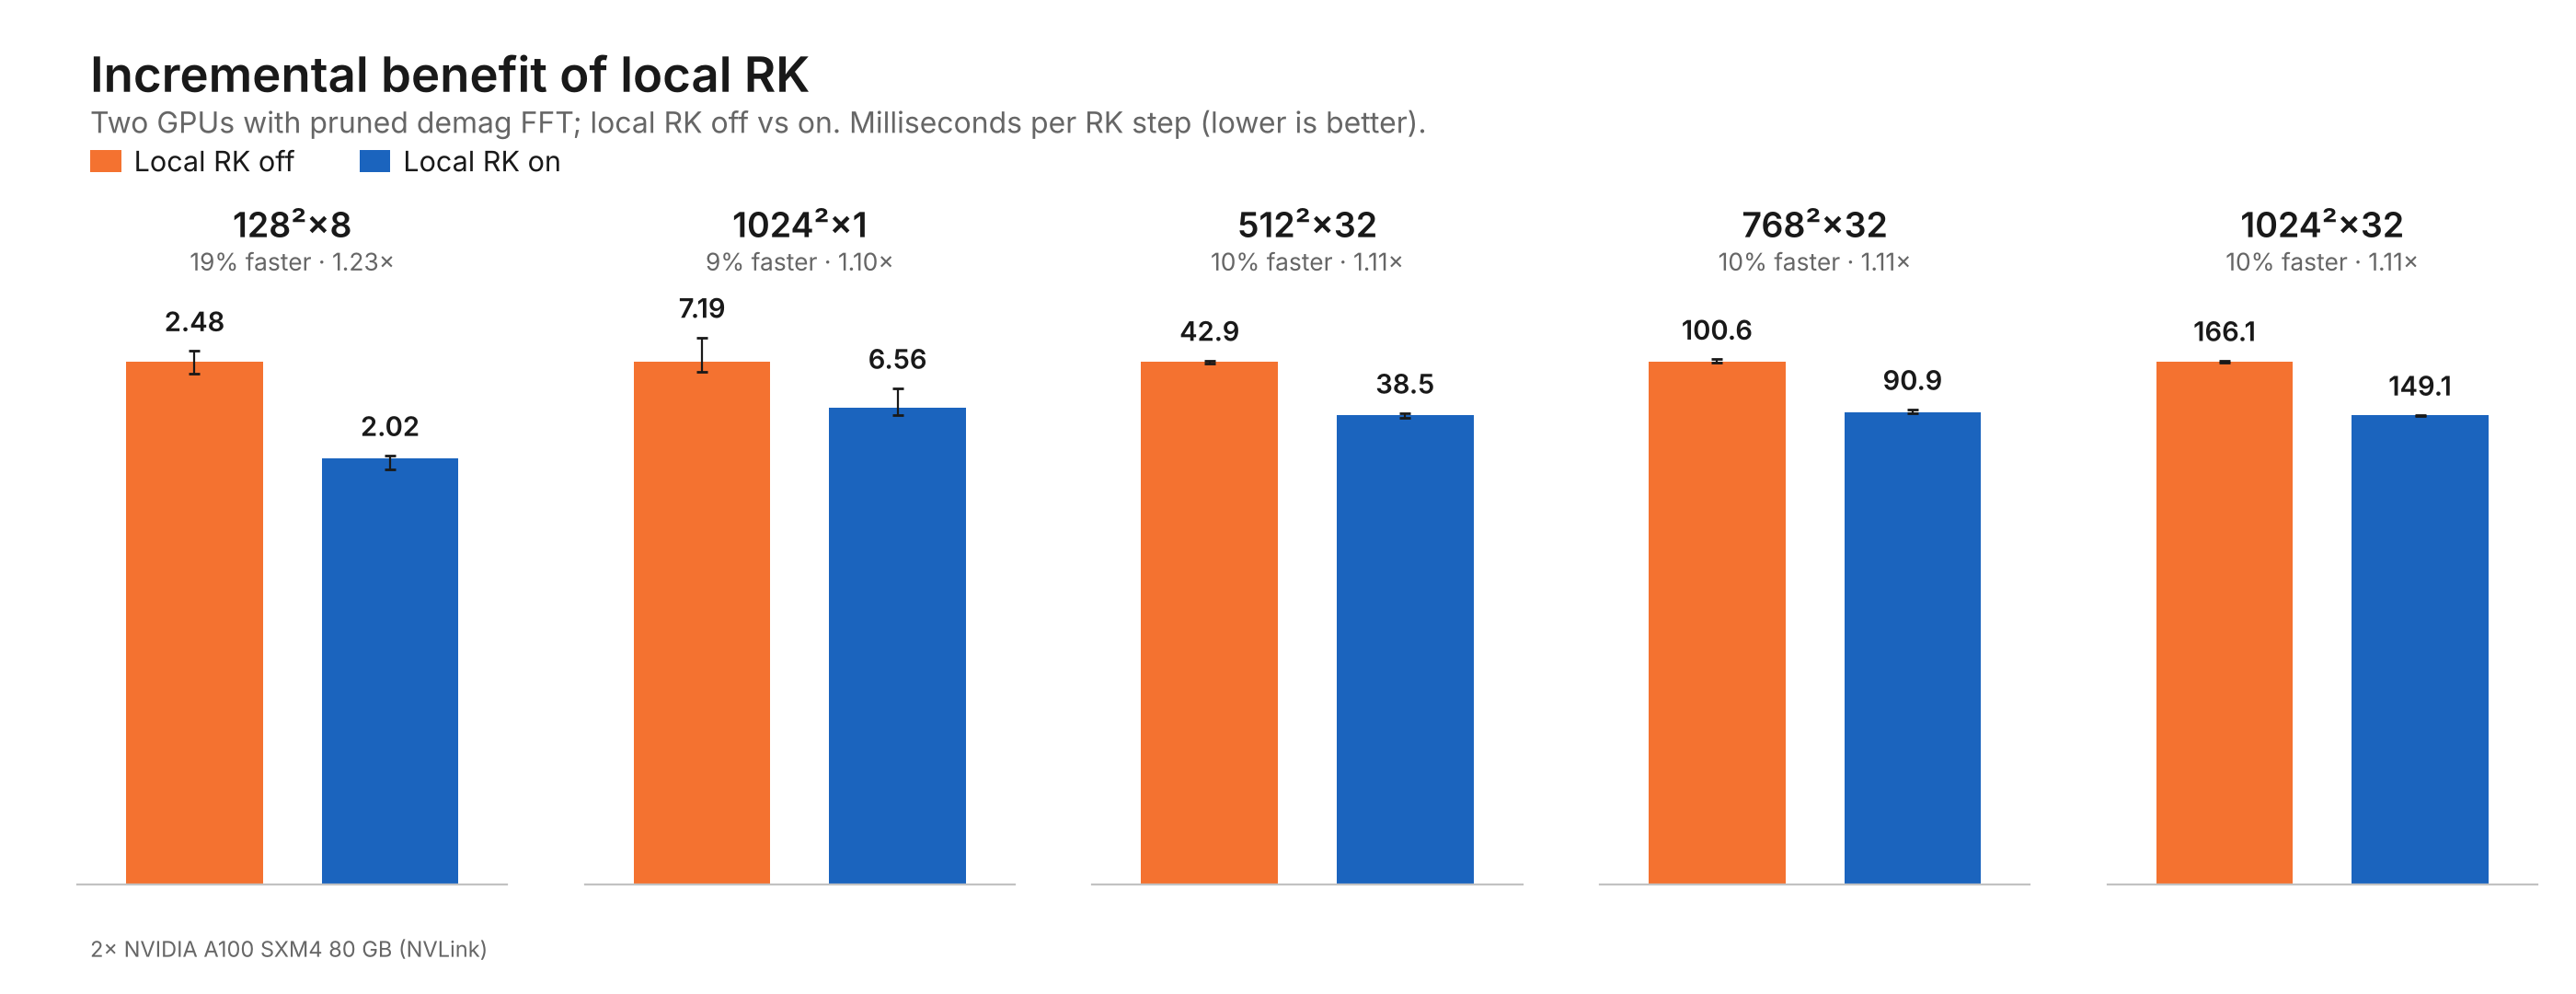 Incremental benefit of local RK
Two GPUs with pruned demag FFT; local RK off vs on. Milliseconds per RK step (lower is better).
Local RK off Local RK on
128²×8 1024²×1 512²×32 768²×32 1024²×32
19% faster · 1.23× 9% faster · 1.10× 10% faster · 1.11× 10% faster · 1.11× 10% faster · 1.11×
2.48 2.02 7.19 6.56 42.9 38.5 100.6 90.9 166.1 149.1
2× NVIDIA A100 SXM4 80 GB (NVLink)